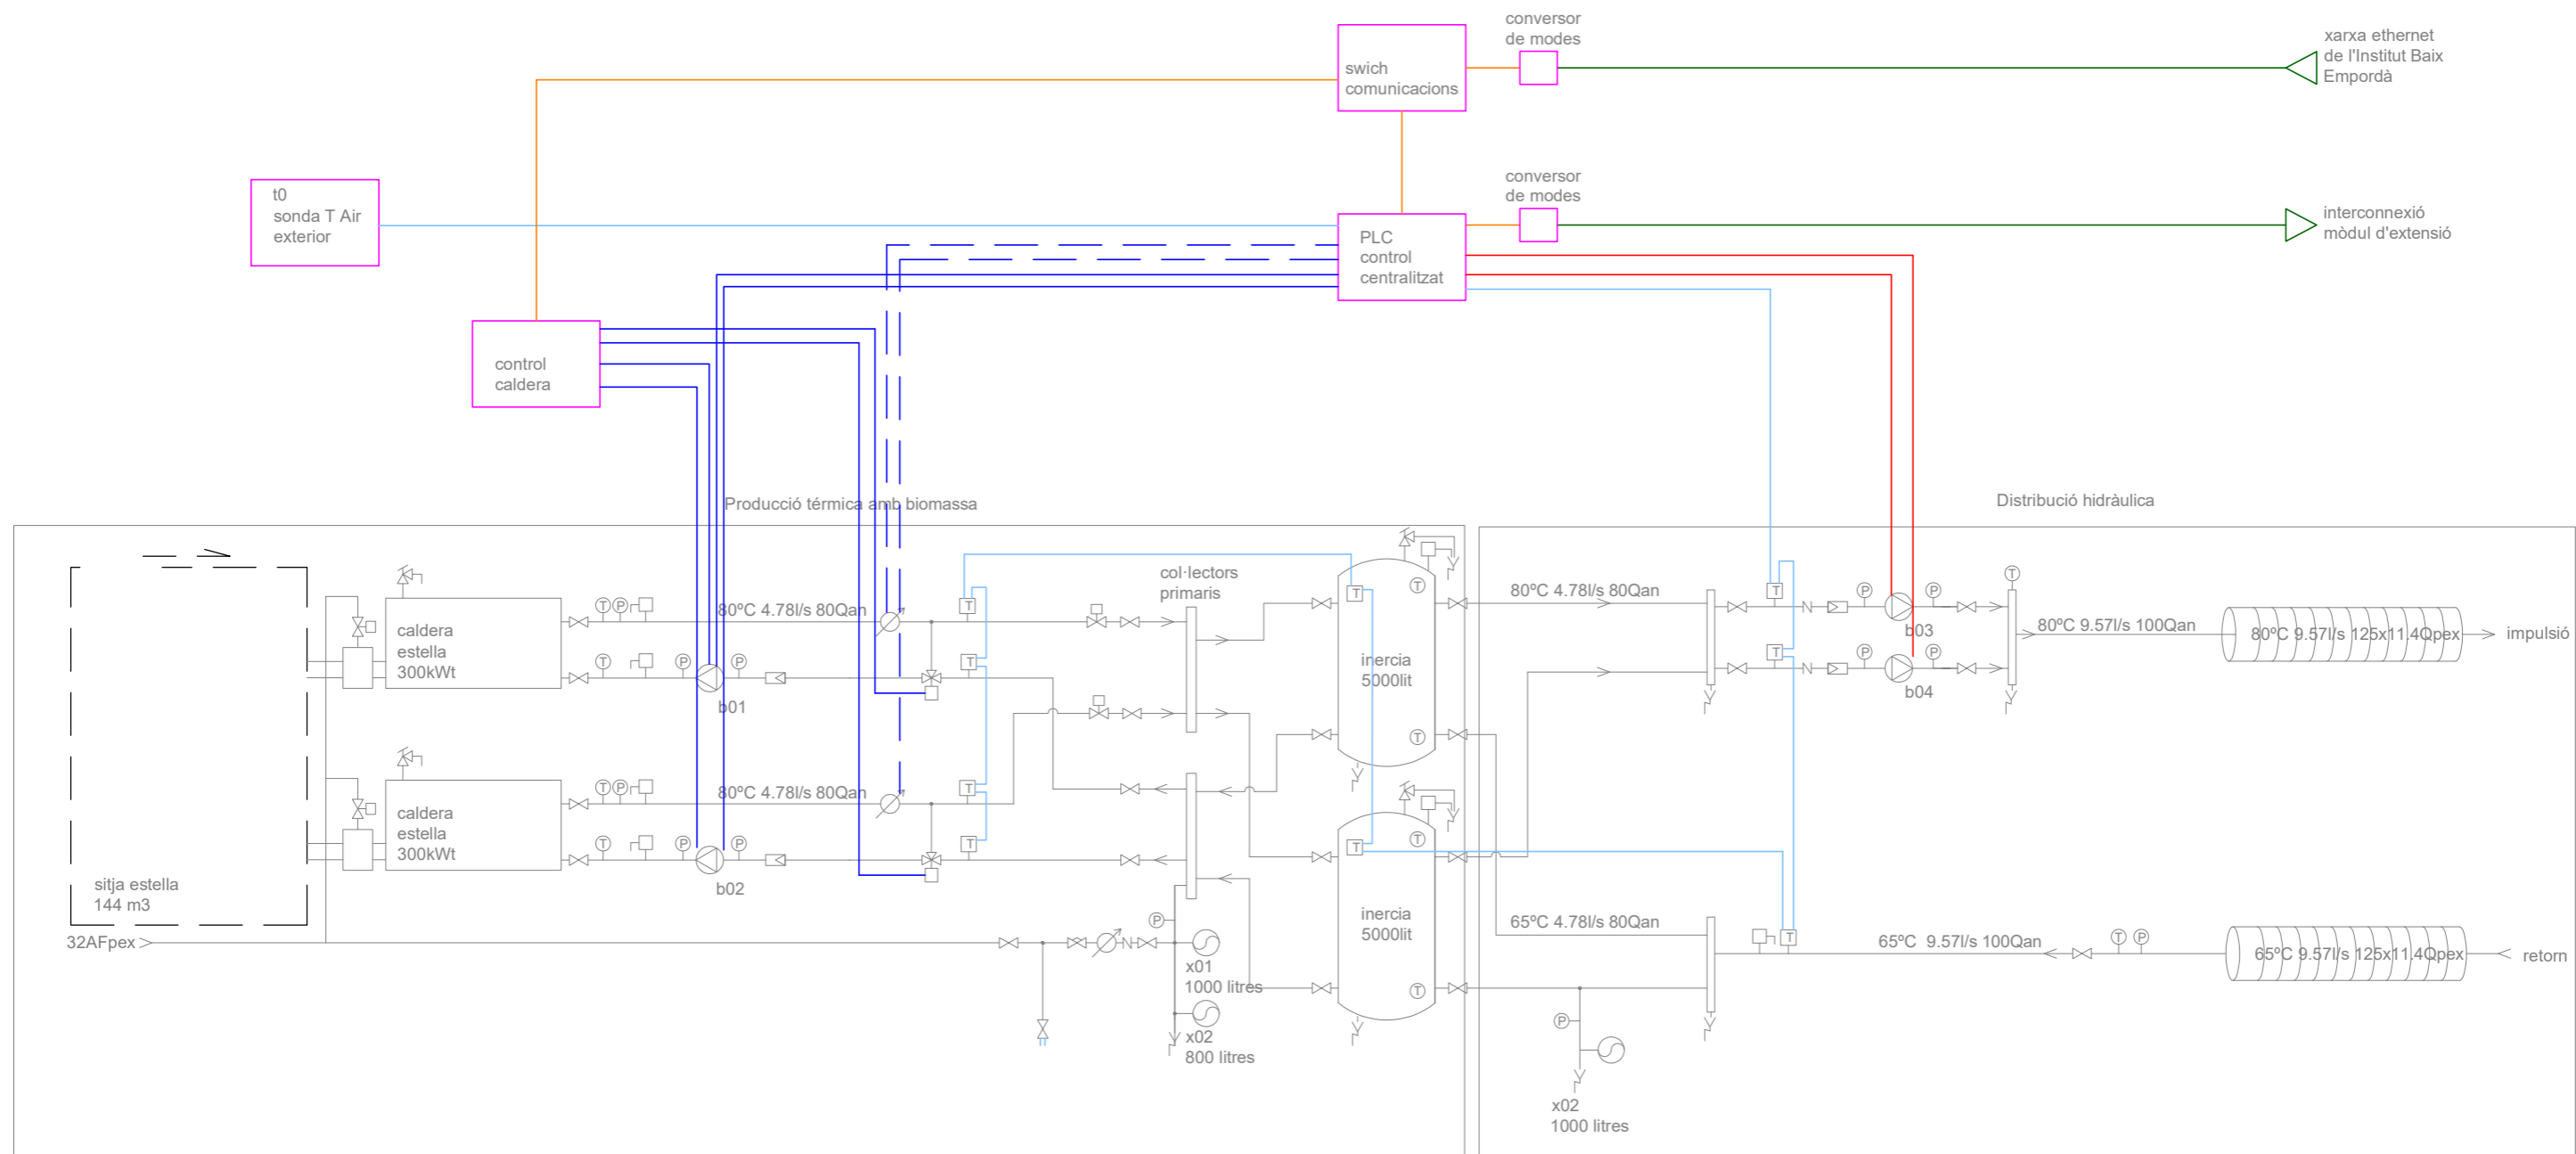 conversor
de modes
swich
comunicacions
xarxa ethernet
de l'Institut Baix
Empordà
t0
sonda T Air
exterior
conversor
de modes
PLC
control
centralitzat
interconnexió
mòdul d'extensió
control
caldera
Producció térmica amb biomassa
Distribució hidràulica
caldera
estella
300kWt
T
P
80ºC 4.78l/s 80Qan
T
col·lectors
primaris
T
T
inercia
5000lit
80ºC 4.78l/s 80Qan
T
N
P
P
b03
T
80ºC 9.57l/s 100Qan
80ºC 9.57l/s 125x11.4Qpex
impulsió
T
P
P
b01
T
T
T
N
P
P
b04
caldera
estella
300kWt
T
P
80ºC 4.78l/s 80Qan
T
T
P
P
b02
T
T
T
inercia
5000lit
T
sitja estella
144 m3
32AFpex
P
N
x01
1000 litres
x02
800 litres
65ºC 4.78l/s 80Qan
T
65ºC 9.57l/s 100Qan
T
P
65ºC 9.57l/s 125x11.4Qpex
retorn
P
x02
1000 litres